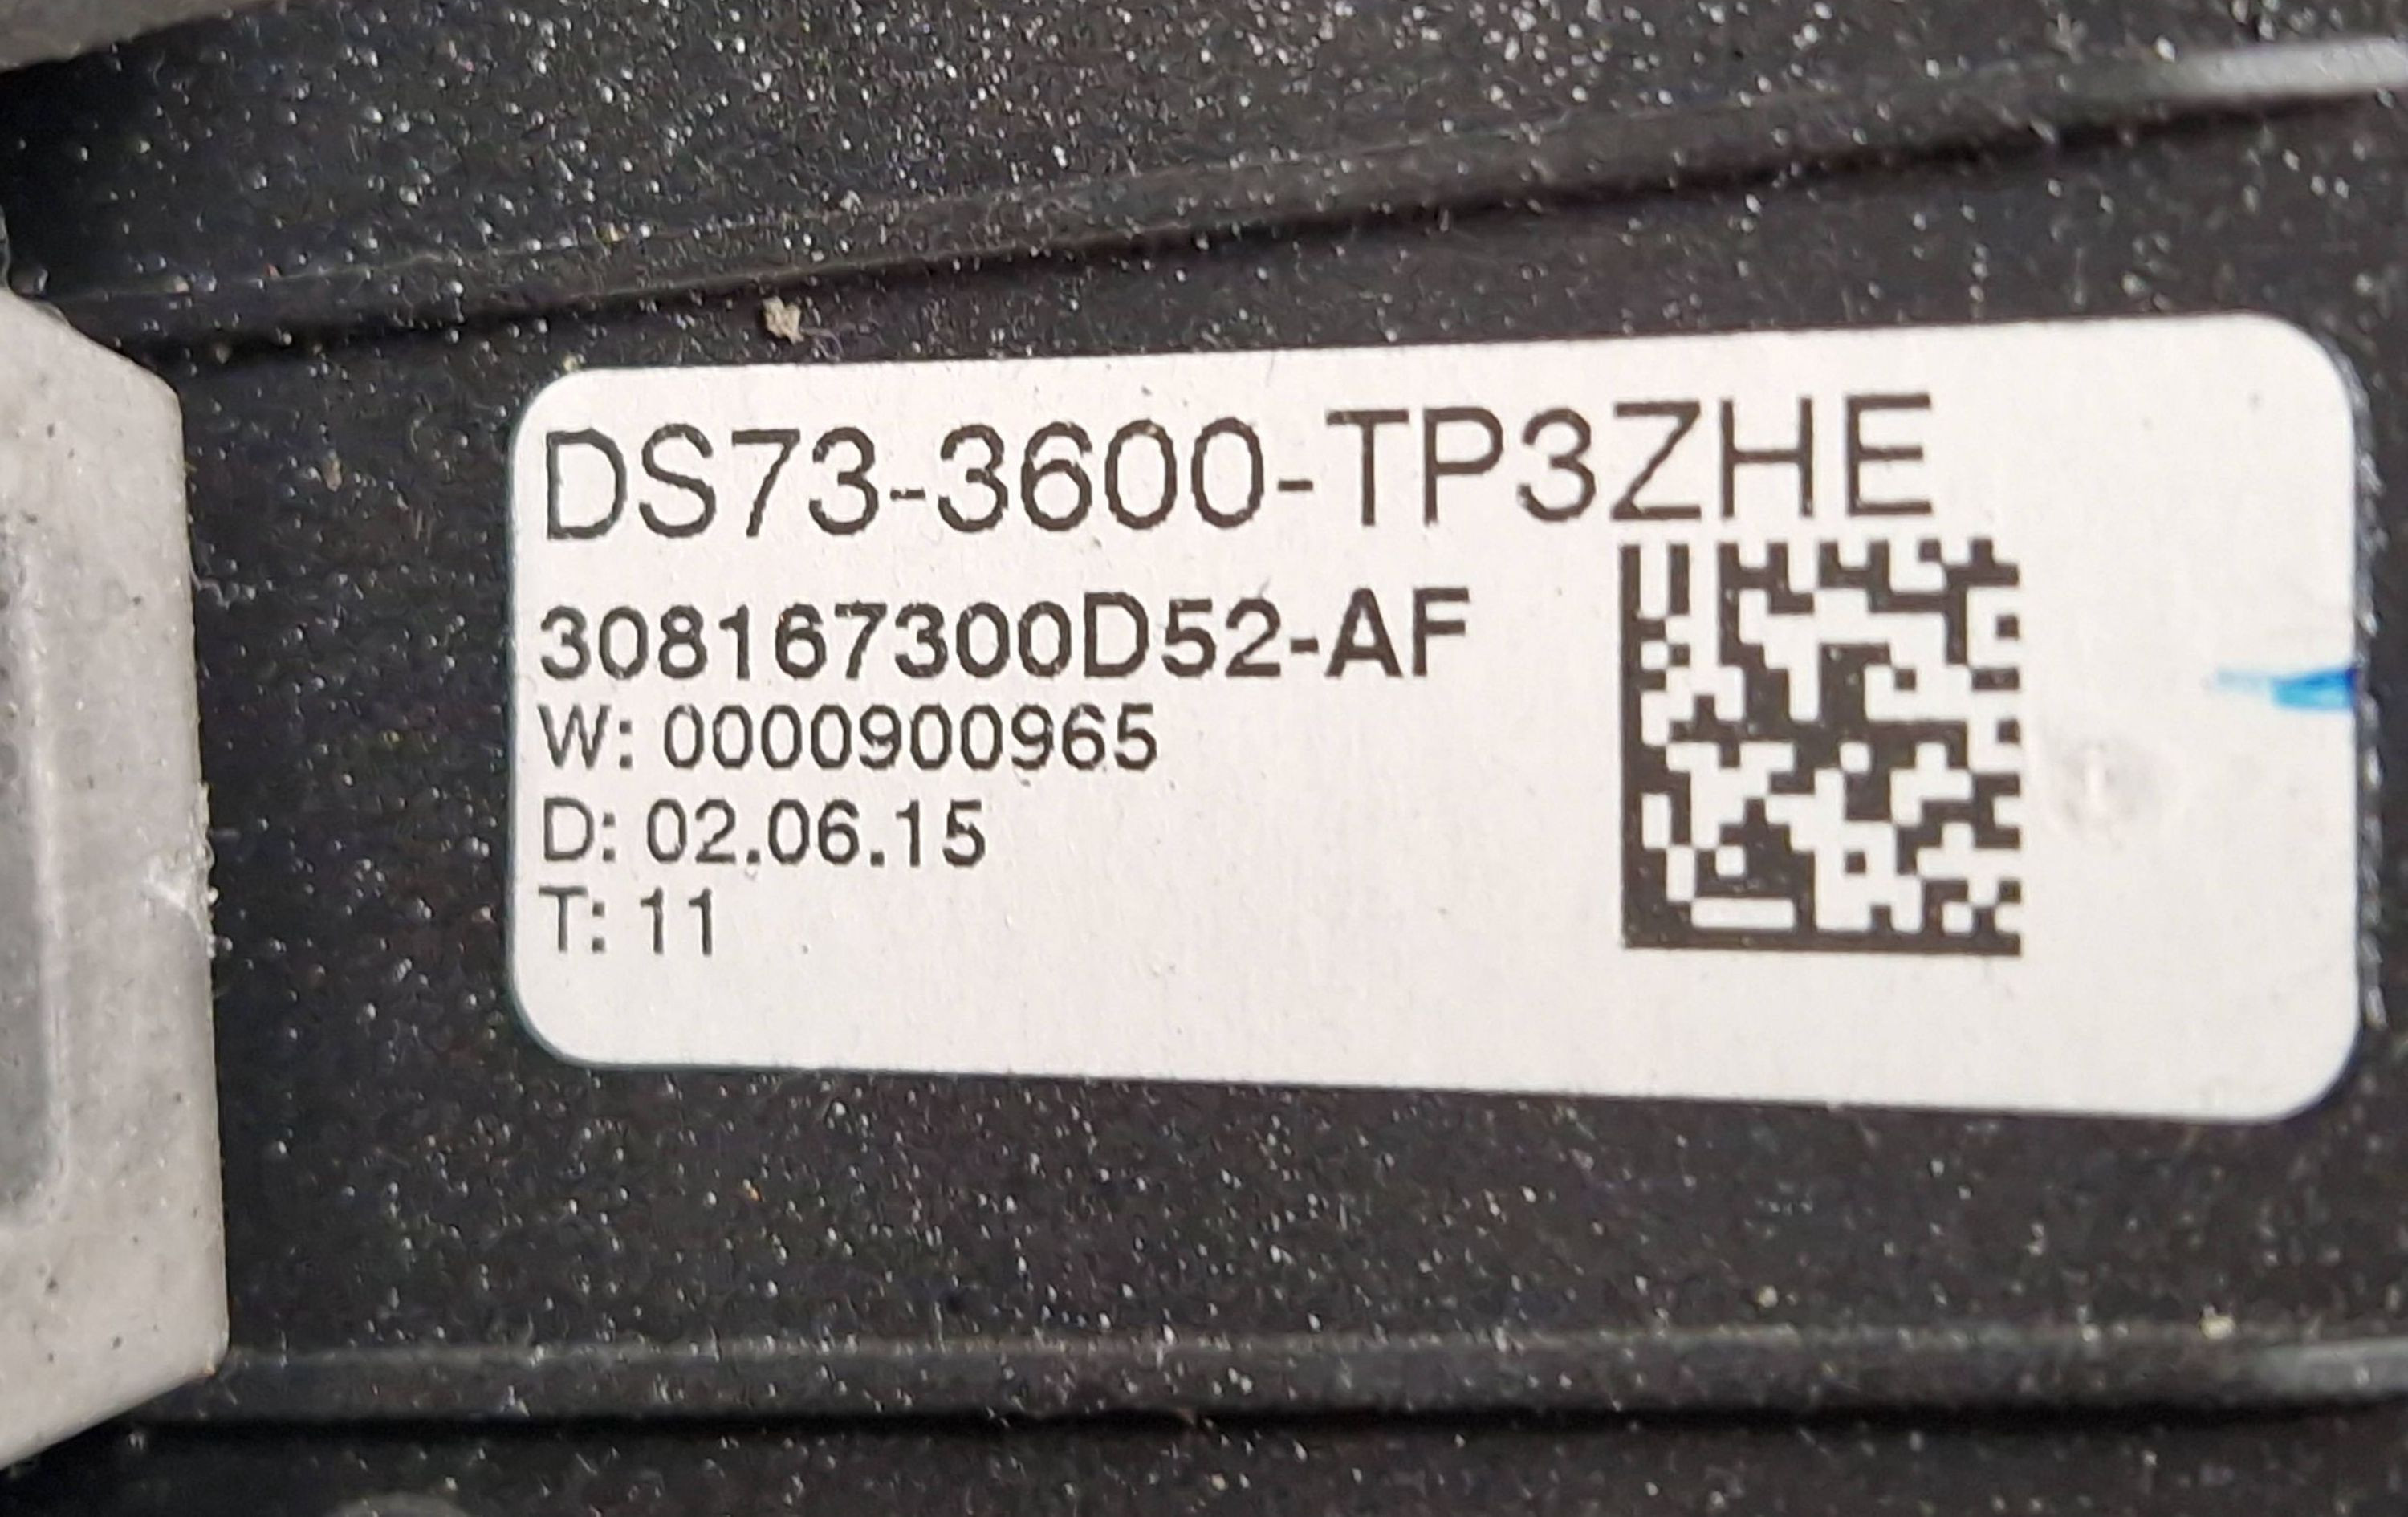 DS73-3600-TP3ZHE
308167300D52-AF
W: 0000900965
D: 02.06.15
T: 11